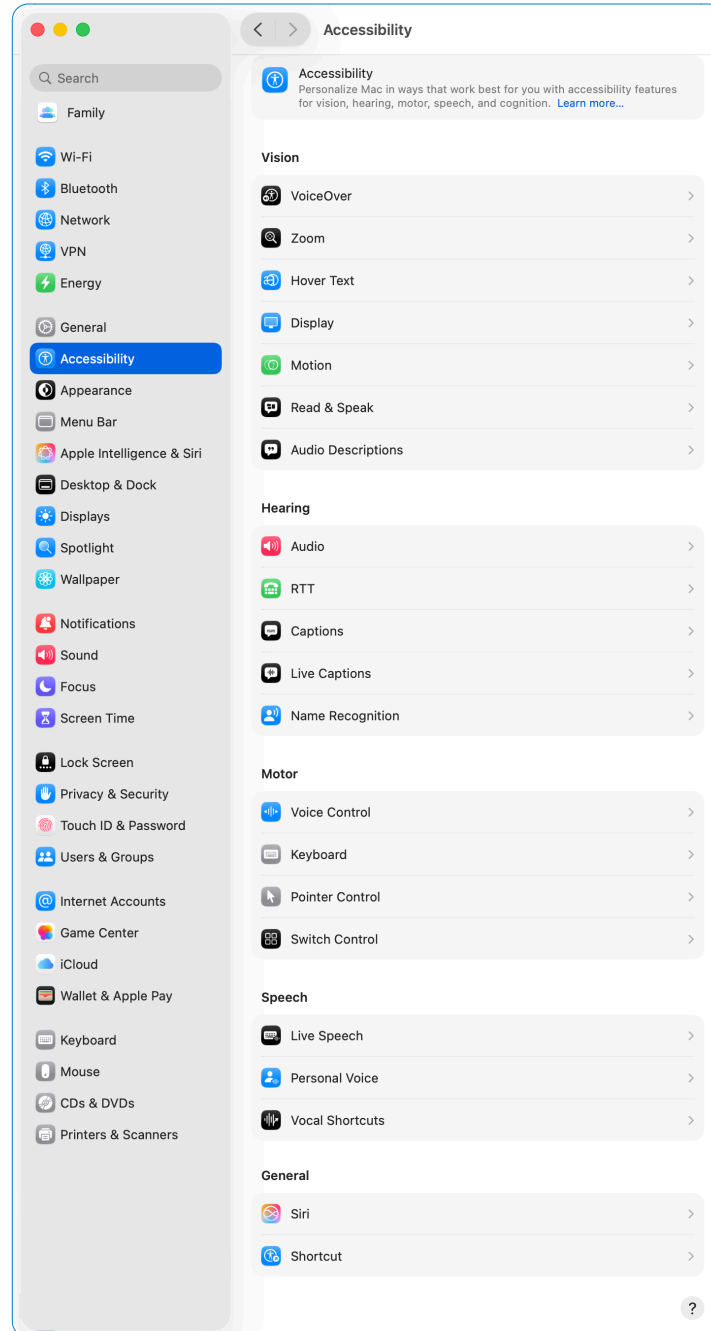 Accessibility
Search
Family
Wi-Fi
Bluetooth
Network
VPN
Energy
General
Accessibility
Appearance
Menu Bar
Apple Intelligence & Siri
Desktop & Dock
Displays
Spotlight
Wallpaper
Notifications
Sound
Focus
Screen Time
Lock Screen
Privacy & Security
Touch ID & Password
Users & Groups
Internet Accounts
Game Center
iCloud
Wallet & Apple Pay
Keyboard
Mouse
CDs & DVDs
Printers & Scanners
Accessibility
Personalize Mac in ways that work best for you with accessibility features
for vision, hearing, motor, speech, and cognition. Learn more...
Vision
VoiceOver
Zoom
Hover Text
Display
Motion
Read & Speak
Audio Descriptions
Hearing
Audio
RTT
Captions
Live Captions
Name Recognition
Motor
Voice Control
Keyboard
Pointer Control
Switch Control
Speech
Live Speech
Personal Voice
Vocal Shortcuts
General
Siri
Shortcut
?